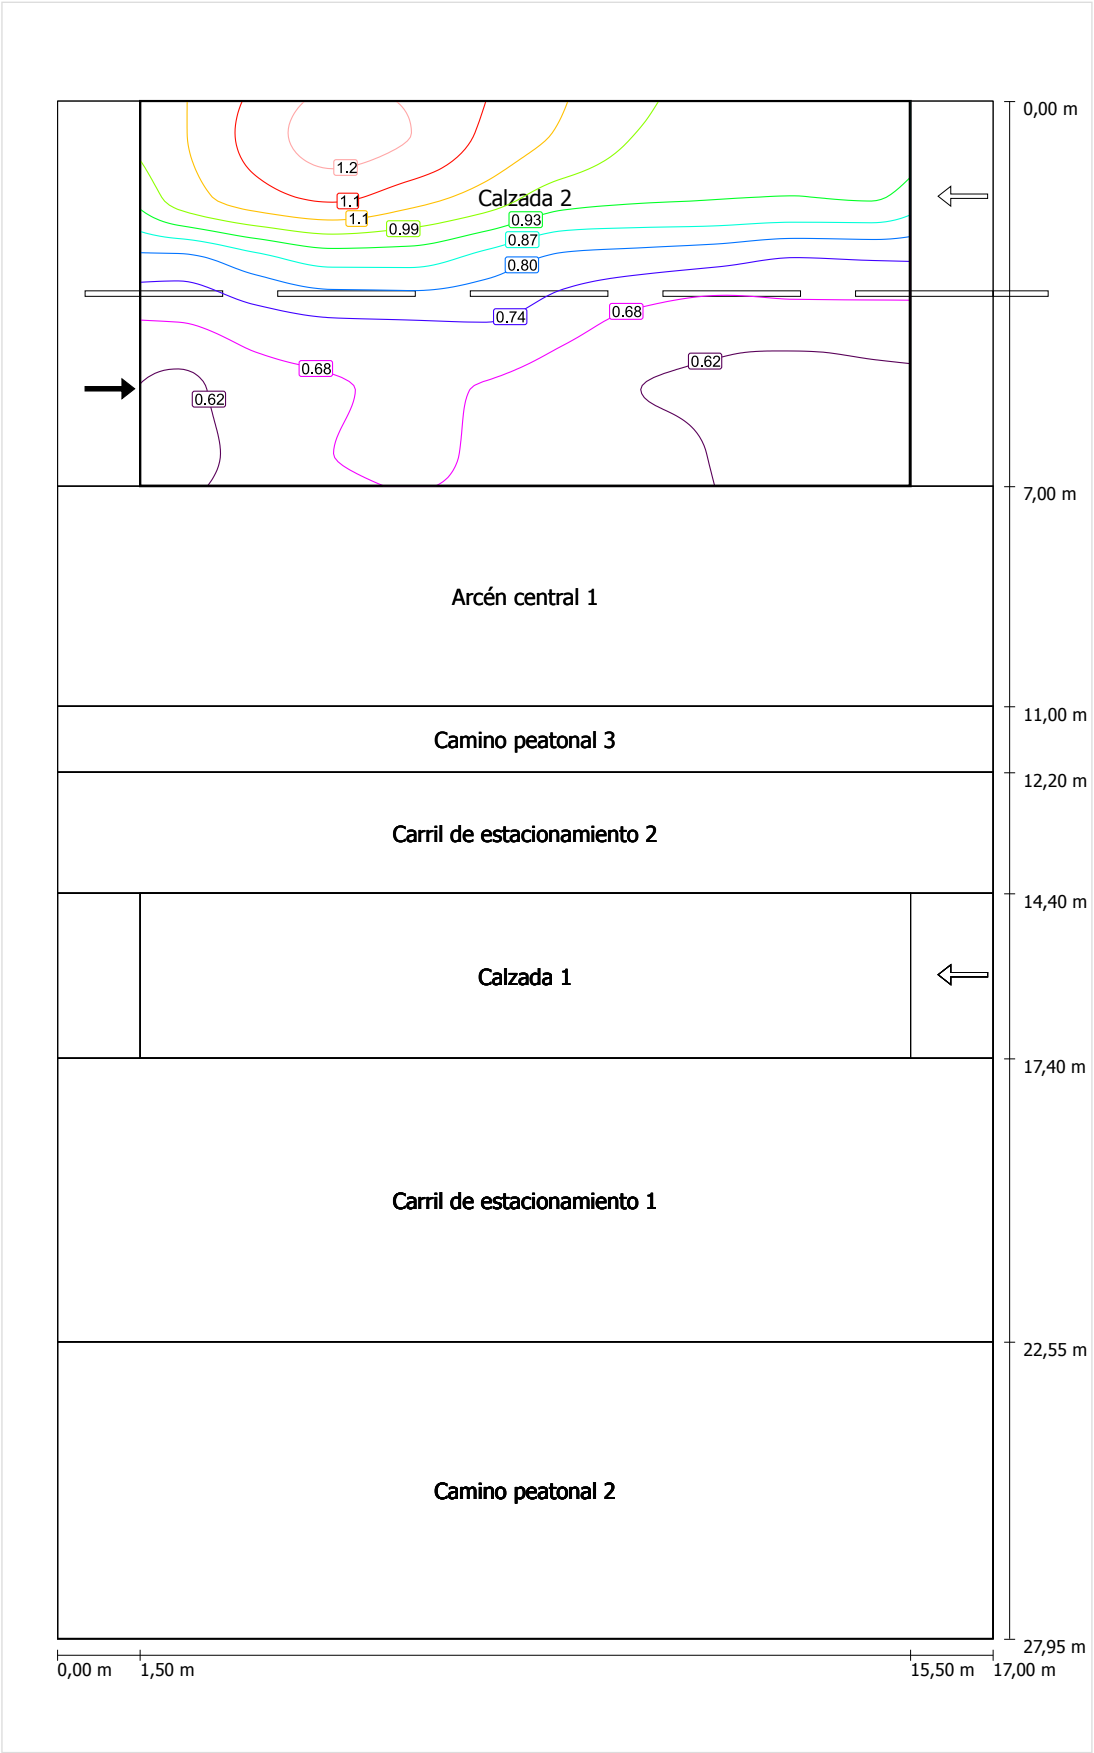 0,00 m
1.2
1.1
Calzada 2
1.1
0.99
0.93
0.87
0.80
0.74
0.68
0.62
0.68
0.62
7,00 m
Arcén central 1
11,00 m
Camino peatonal 3
12,20 m
Carril de estacionamiento 2
14,40 m
Calzada 1
17,40 m
Carril de estacionamiento 1
22,55 m
Camino peatonal 2
27,95 m
0,00 m 1,50 m 15,50 m 17,00 m